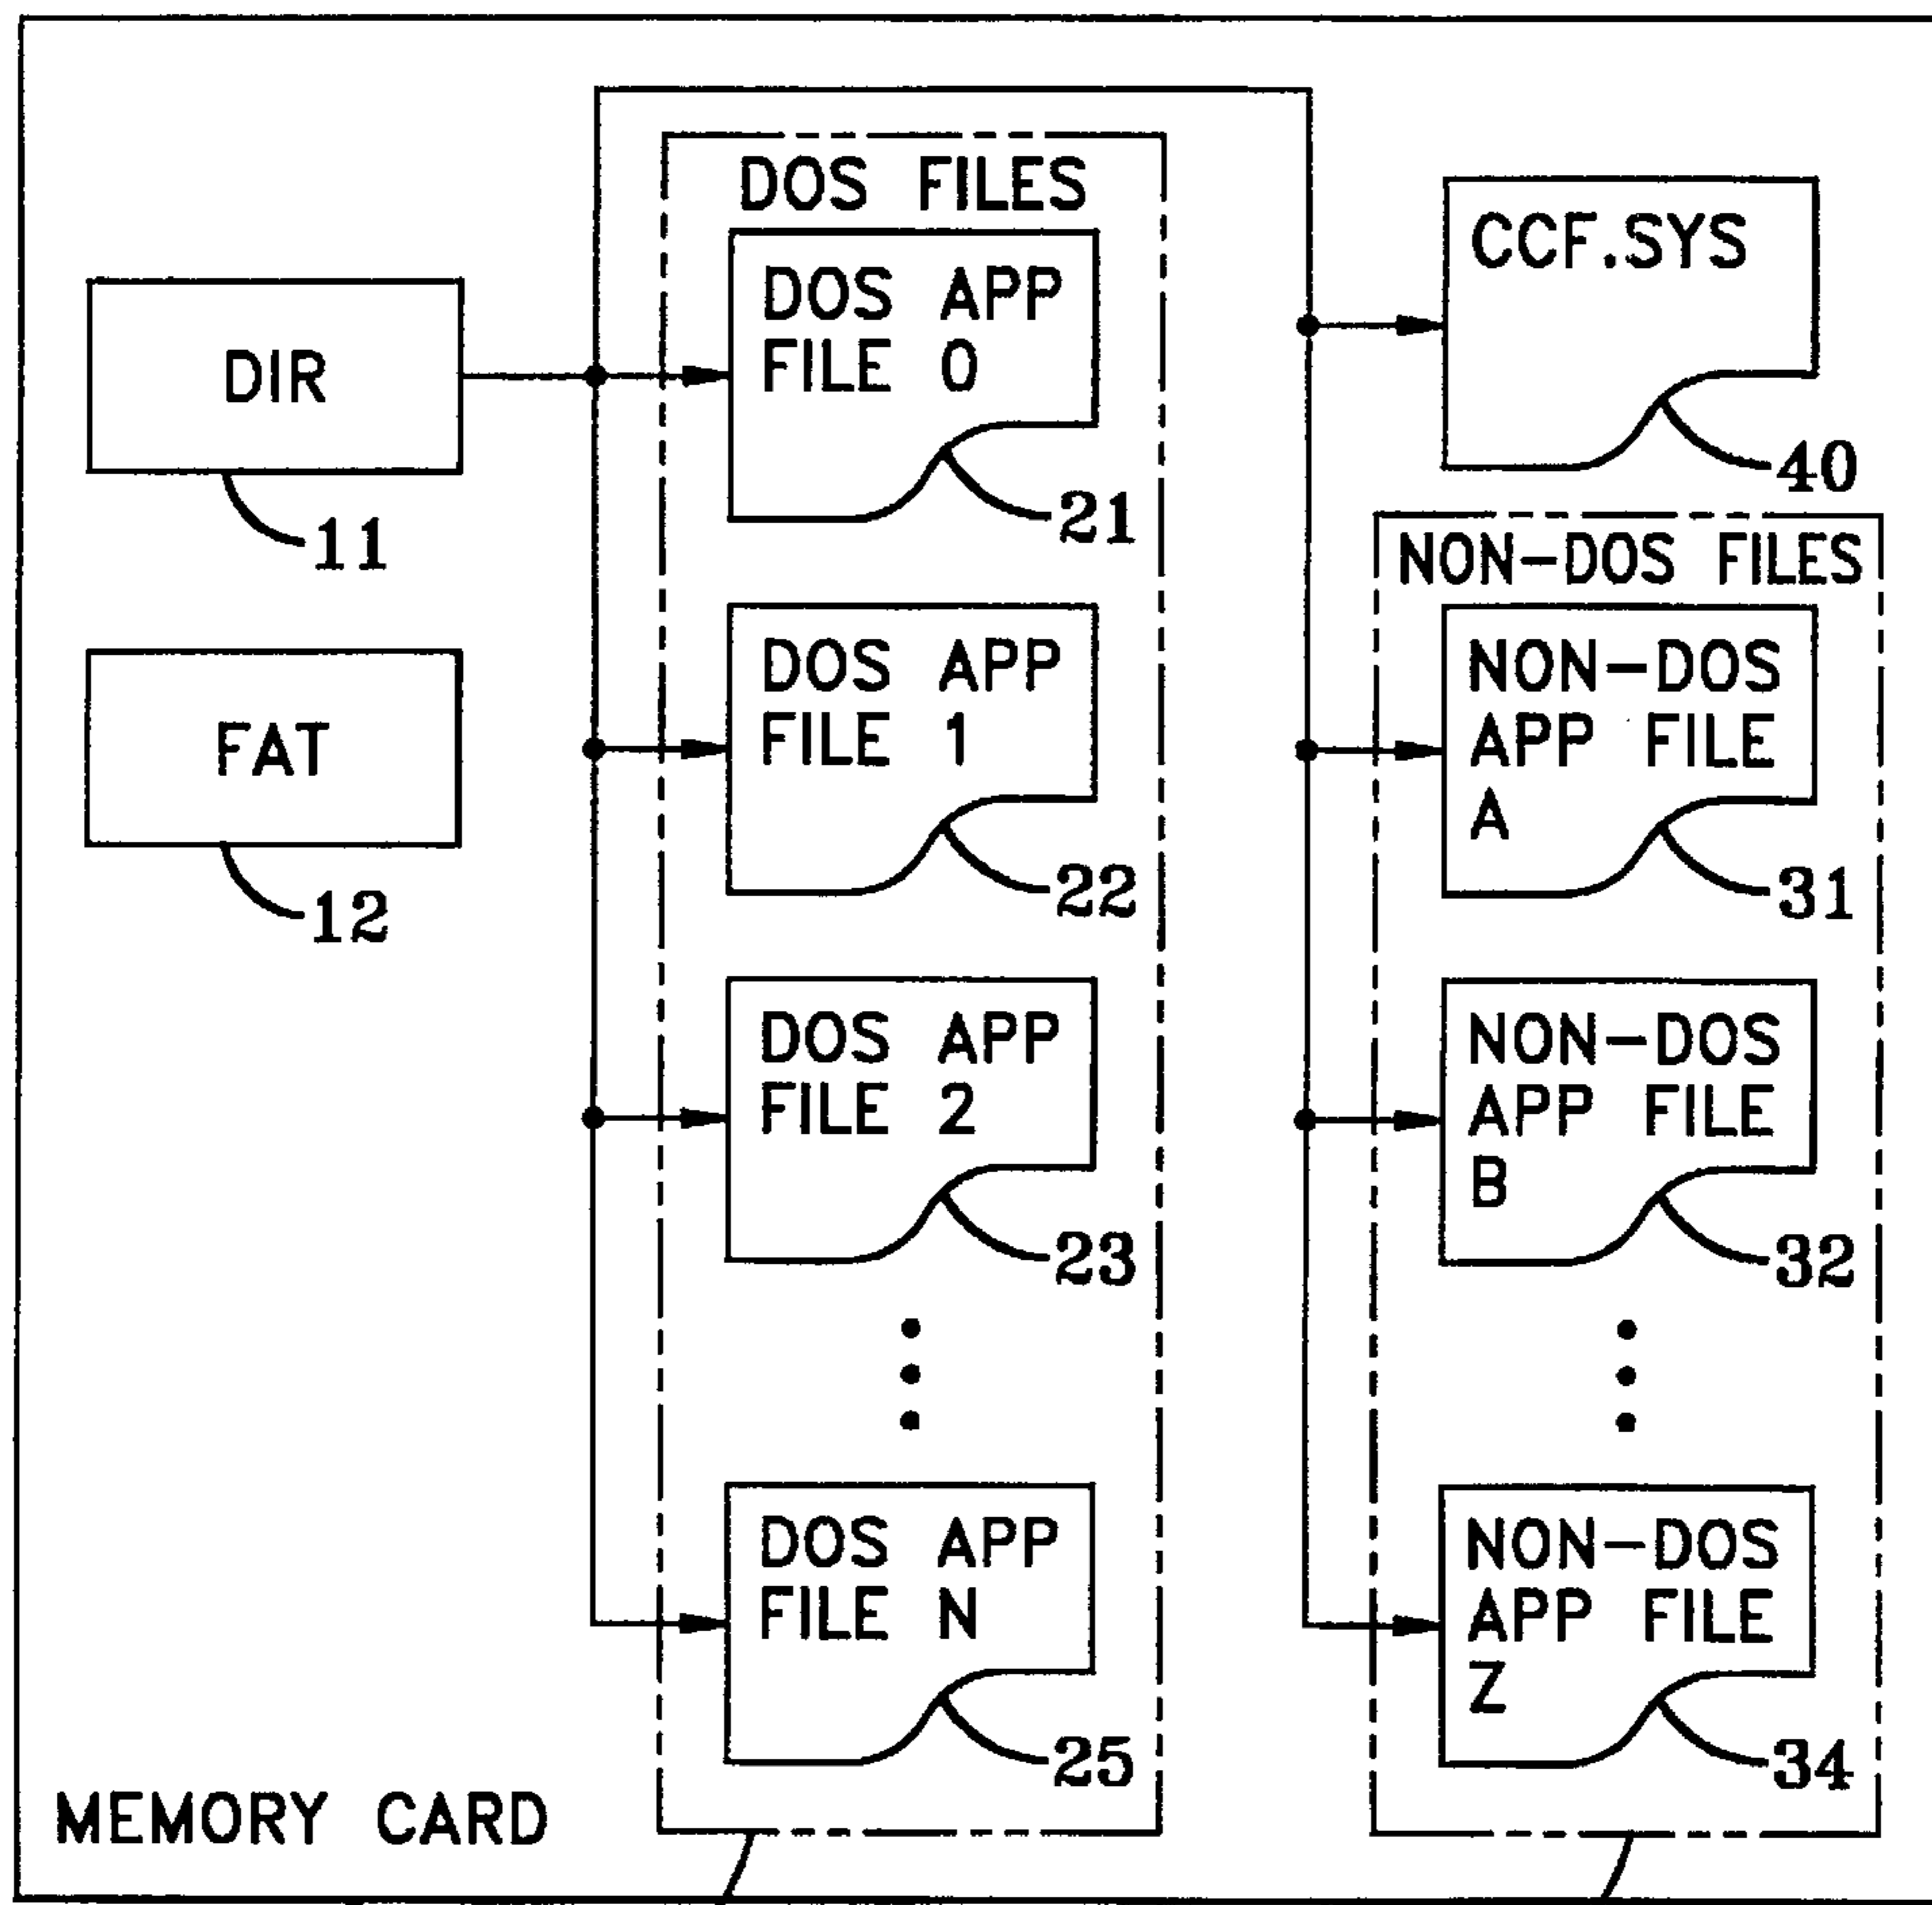 DIR
11
FAT
12
MEMORY CARD
DOS FILES
DOS APP
FILE 0
21
DOS APP
FILE 1
22
DOS APP
FILE 2
23
DOS APP
FILE N
25
CCF.SYS
40
NON-DOS FILES
NON-DOS
APP FILE
A
31
NON-DOS
APP FILE
B
32
NON-DOS
APP FILE
Z
34